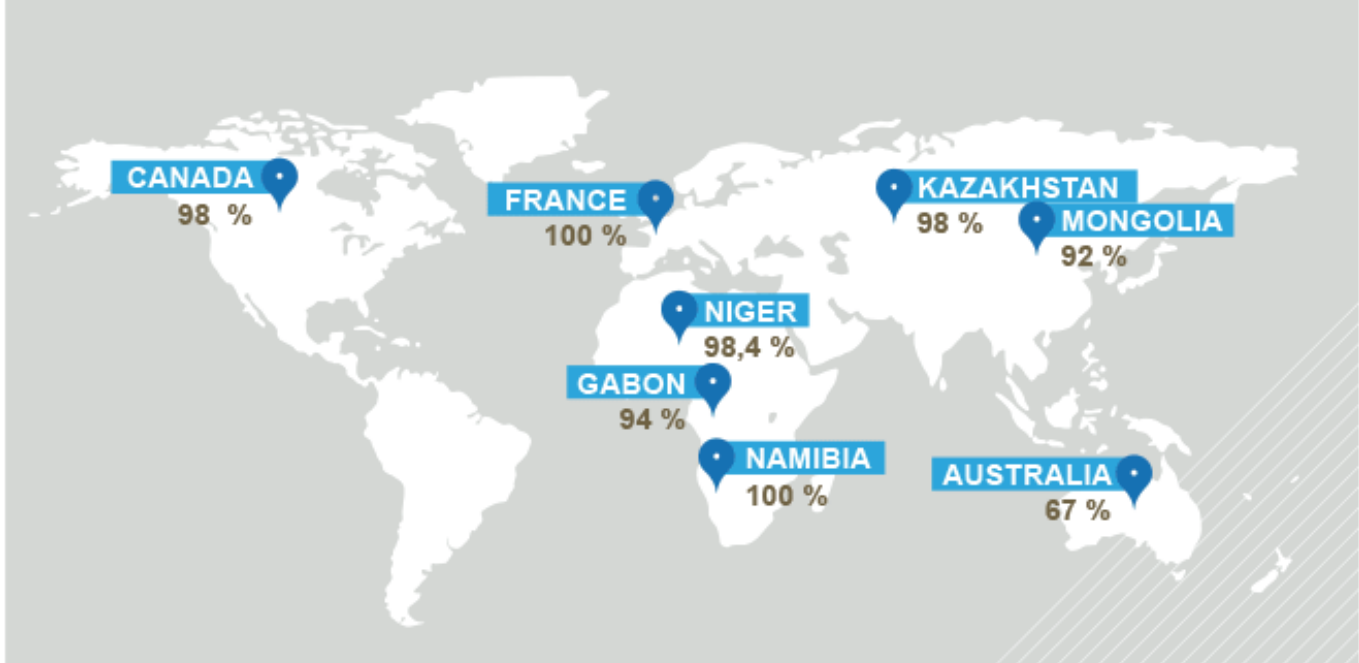 CANADA
98 %
FRANCE
100 %
KAZAKHSTAN
98 %
MONGOLIA
92 %
NIGER
98,4 %
GABON
94 %
NAMIBIA
100 %
AUSTRALIA
67 %